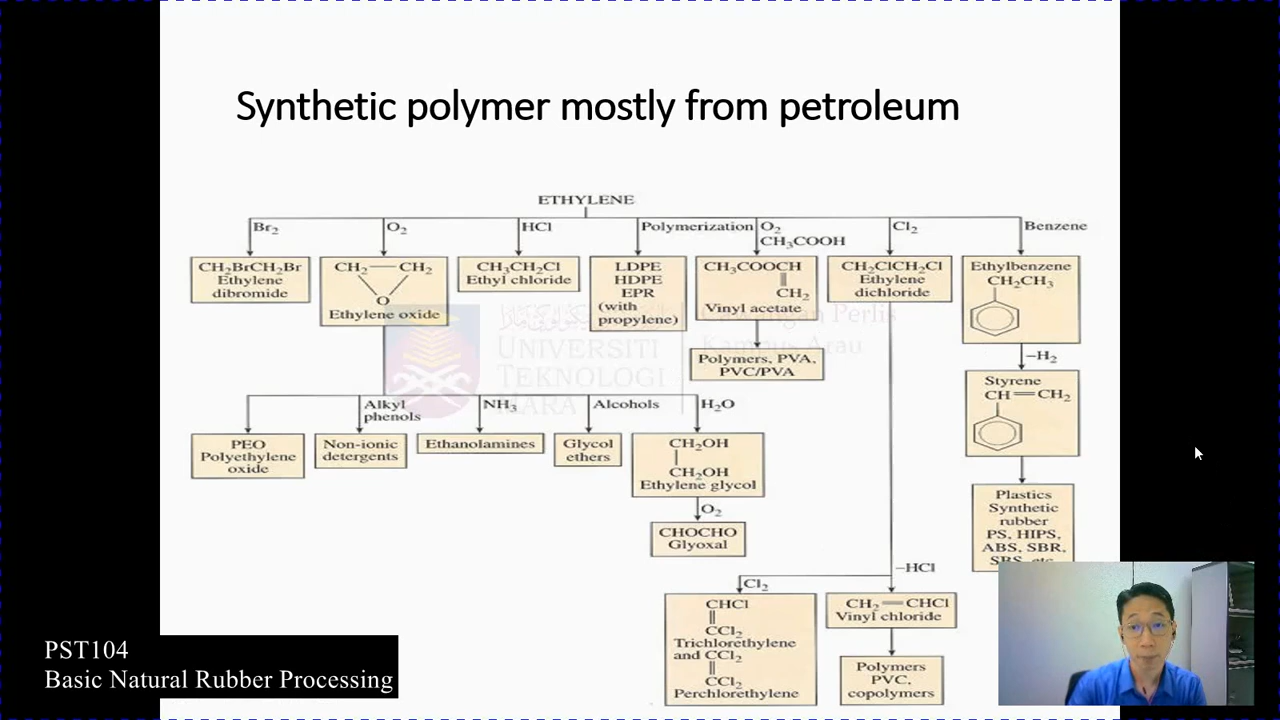 Synthetic polymer mostly from petroleum
ETHYLENE
Br₂
O₂
HCl
Polymerization
O₂
CH₃COOH
Cl₂
Benzene
CH₂BrCH₂Br
Ethylene
dibromide
CH₂ — CH₂
O
Ethylene oxide
CH₃CH₂Cl
Ethyl chloride
LDPE
HDPE
EPR
(with
propylene)
CH₃COOCH
||
CH₂
Vinyl acetate
CH₂ClCH₂Cl
Ethylene
dichloride
Ethylbenzene
CH₂CH₃
Polymers, PVA,
PVC/PVA
–H₂
Styrene
CH=CH₂
UNIVERSITI
TEKNOLOGI
MARA
Cawangan Perlis
Kampus Arau
Alkyl
phenols
NH₃
Alcohols
H₂O
PEO
Polyethylene
oxide
Non-ionic
detergents
Ethanolamines
Glycol
ethers
CH₂OH
|
CH₂OH
Ethylene glycol
O₂
CHOCHO
Glyoxal
Plastics
Synthetic
rubber
PS, HIPS,
ABS, SBR,
SBS, etc.
–HCl
Cl₂
CHCl
||
CCl₂
Trichlorethylene
and CCl₂
||
CCl₂
Perchlorethylene
CH₂=CHCl
Vinyl chloride
Polymers
PVC,
copolymers
PST104
Basic Natural Rubber Processing